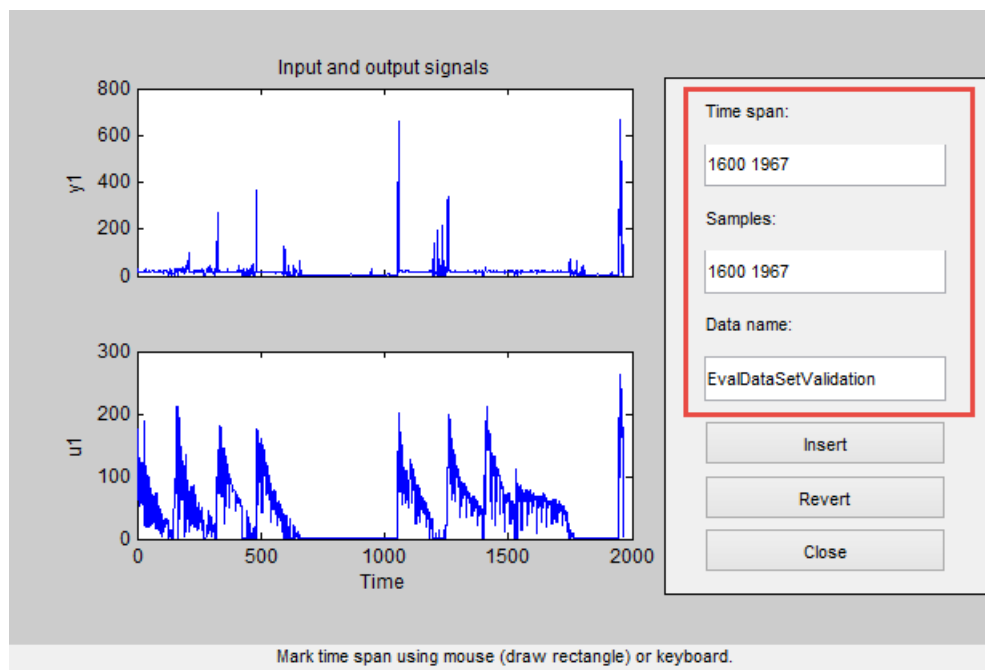 Input and output signals
800
600
400
200
0
y1
300
200
100
0
u1
0 500 1000 1500 2000
Time
Time span:
1600 1967
Samples:
1600 1967
Data name:
EvalDataSetValidation
Insert
Revert
Close
Mark time span using mouse (draw rectangle) or keyboard.